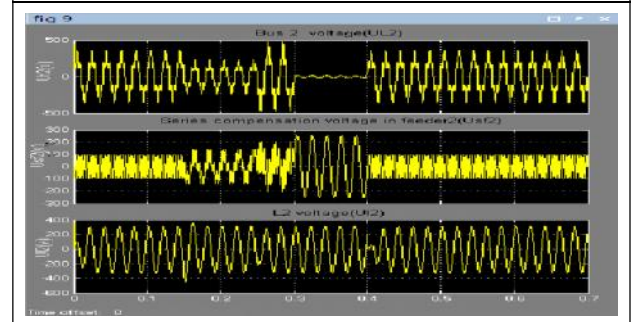 fig 9
Bus 2 voltage(UL2)
500
0
-500
Series compensation voltage in feeder2(Usf2)
300
200
100
0
100
200
300
L2 voltage(Ul2)
400
200
0
200
-400
-600
0 0.1 0.2 0.3 0.4 0.5 0.6 0.7
Time offset: 0